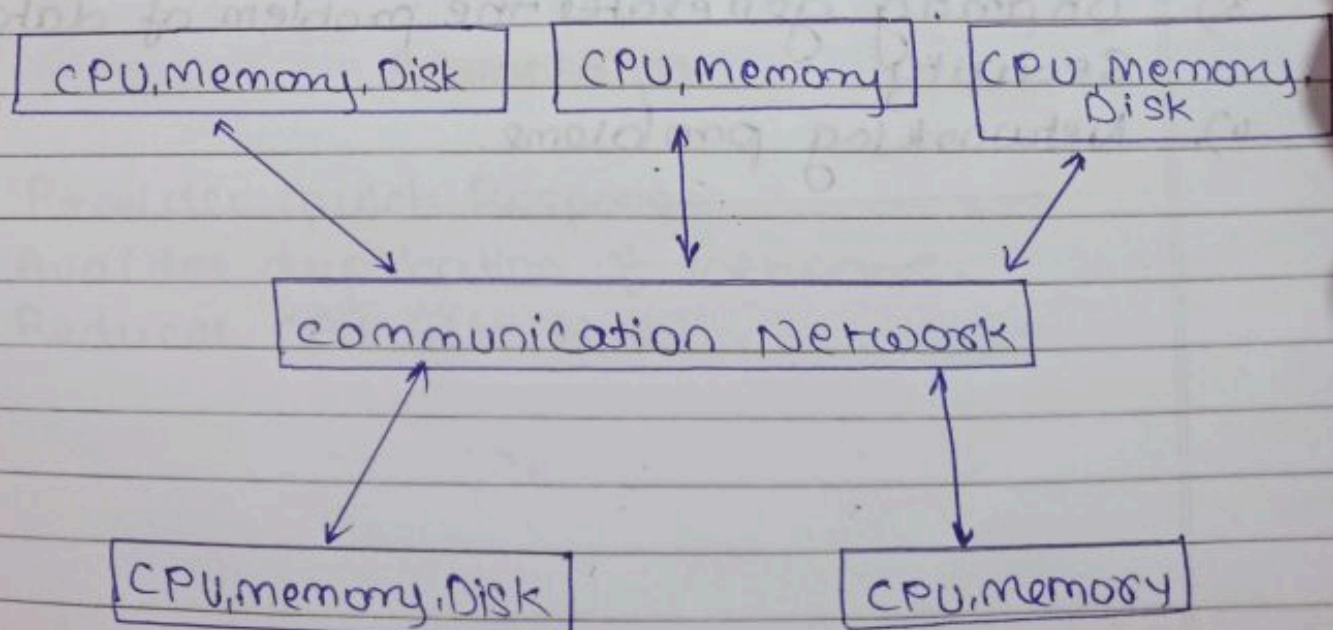 CPU, Memory, Disk
CPU, Memory
CPU, Memory,
Disk
Communication Network
CPU, memory, Disk
CPU, Memory